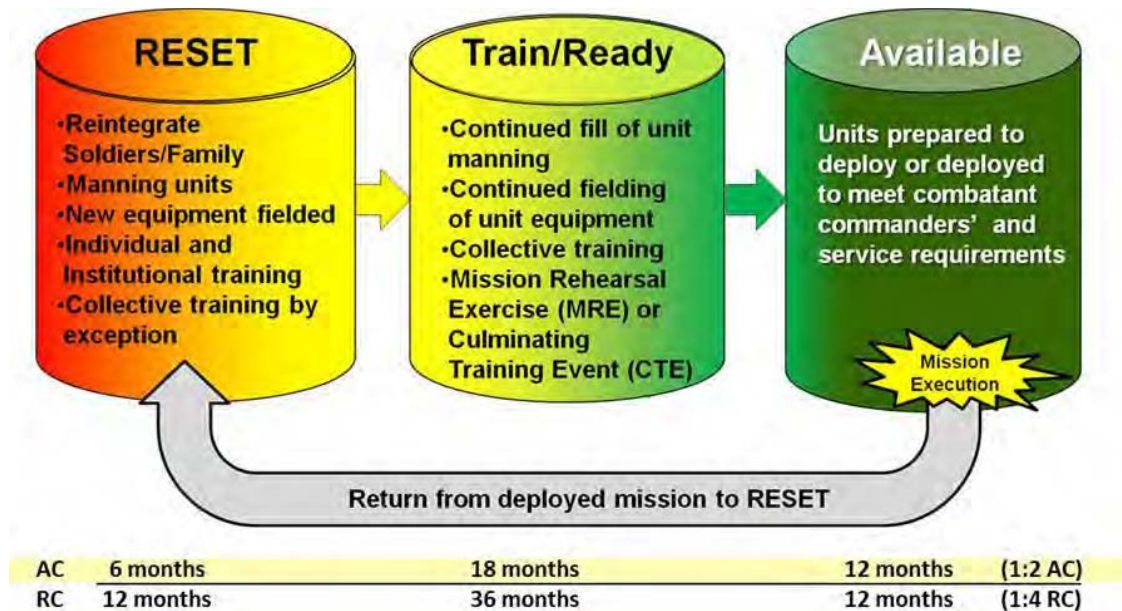 RESET
•Reintegrate
Soldiers/Family
•Manning units
•New equipment fielded
•Individual and
Institutional training
•Collective training by
exception
Train/Ready
•Continued fill of unit
manning
•Continued fielding
of unit equipment
•Collective training
•Mission Rehearsal
Exercise (MRE) or
Culminating
Training Event (CTE)
Available
Units prepared to
deploy or deployed
to meet combatant
commanders’ and
service requirements
Mission
Execution
Return from deployed mission to RESET
AC 6 months 18 months 12 months (1:2 AC)
RC 12 months 36 months 12 months (1:4 RC)